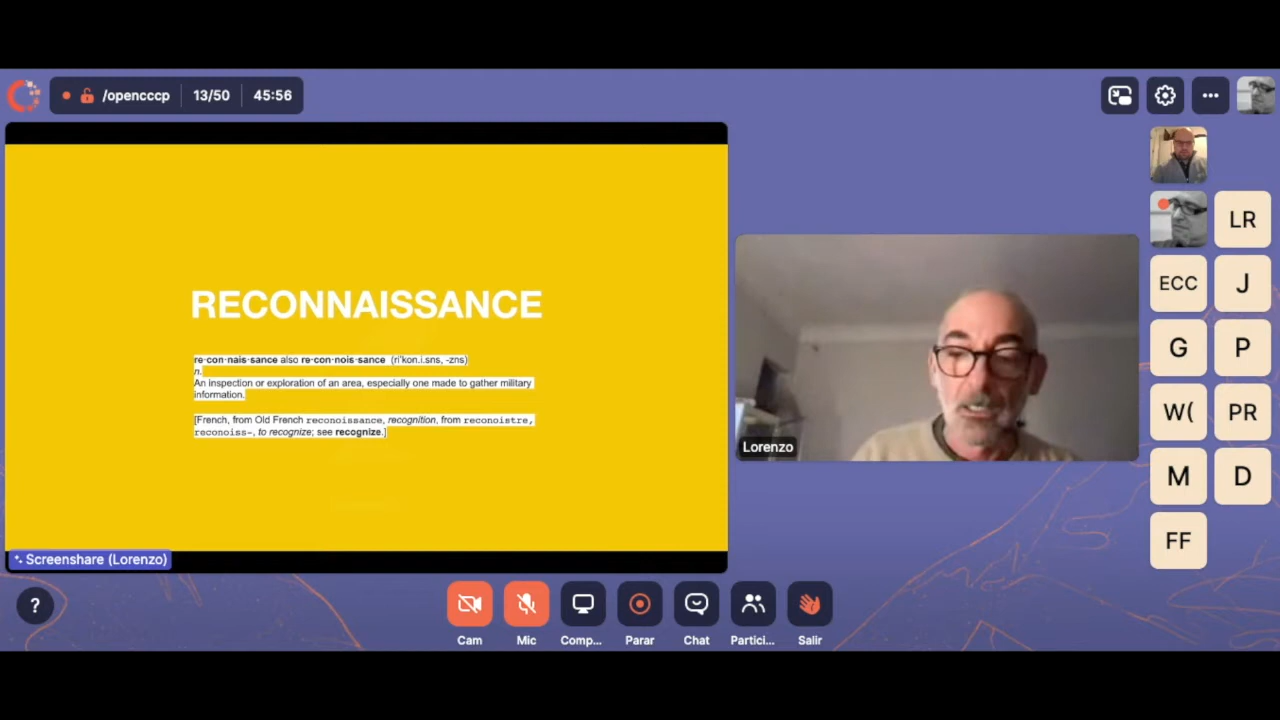 /opencccp 13/50 45:56
RECONNAISSANCE
re·con·nais·sance also re·con·nois·sance (rĭ'kon.i.sns, -zns)
n.
An inspection or exploration of an area, especially one made to gather military
information.
[French, from Old French reconoissance, recognition, from reconoistre,
reconoiss-, to recognize; see recognize.]
Screenshare (Lorenzo)
Lorenzo
LR
ECC J
G P
W( PR
M D
FF
?
Cam Mic Comp... Parar Chat Partici... Salir